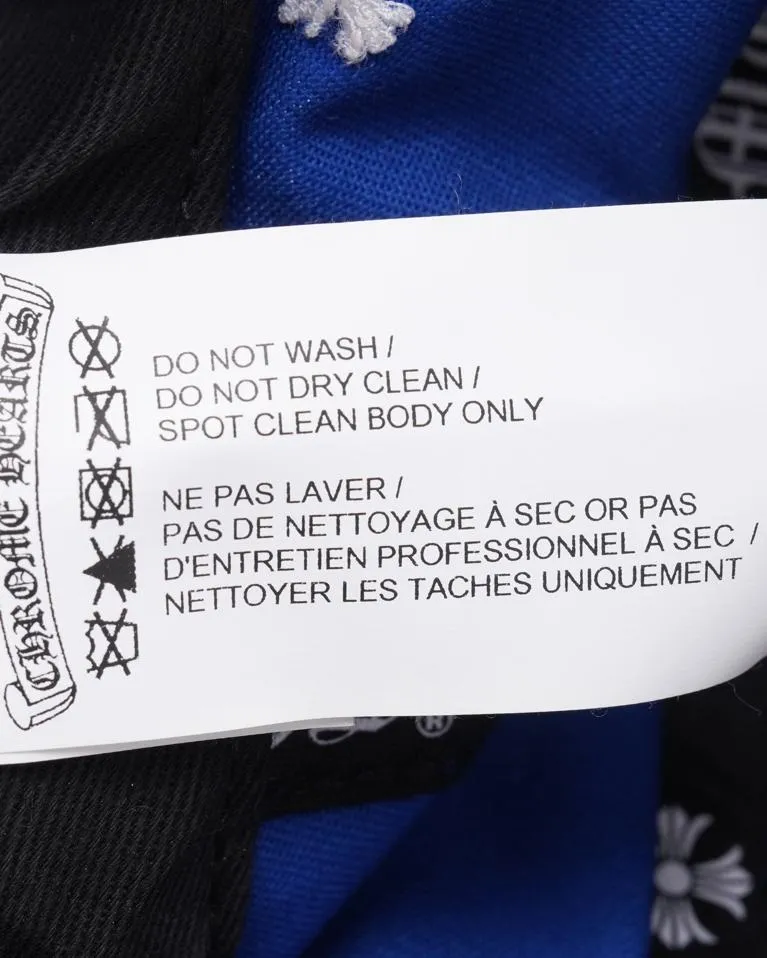 CHROME HEARTS
DO NOT WASH /
DO NOT DRY CLEAN /
SPOT CLEAN BODY ONLY
NE PAS LAVER /
PAS DE NETTOYAGE À SEC OR PAS
D'ENTRETIEN PROFESSIONNEL À SEC /
NETTOYER LES TACHES UNIQUEMENT
®